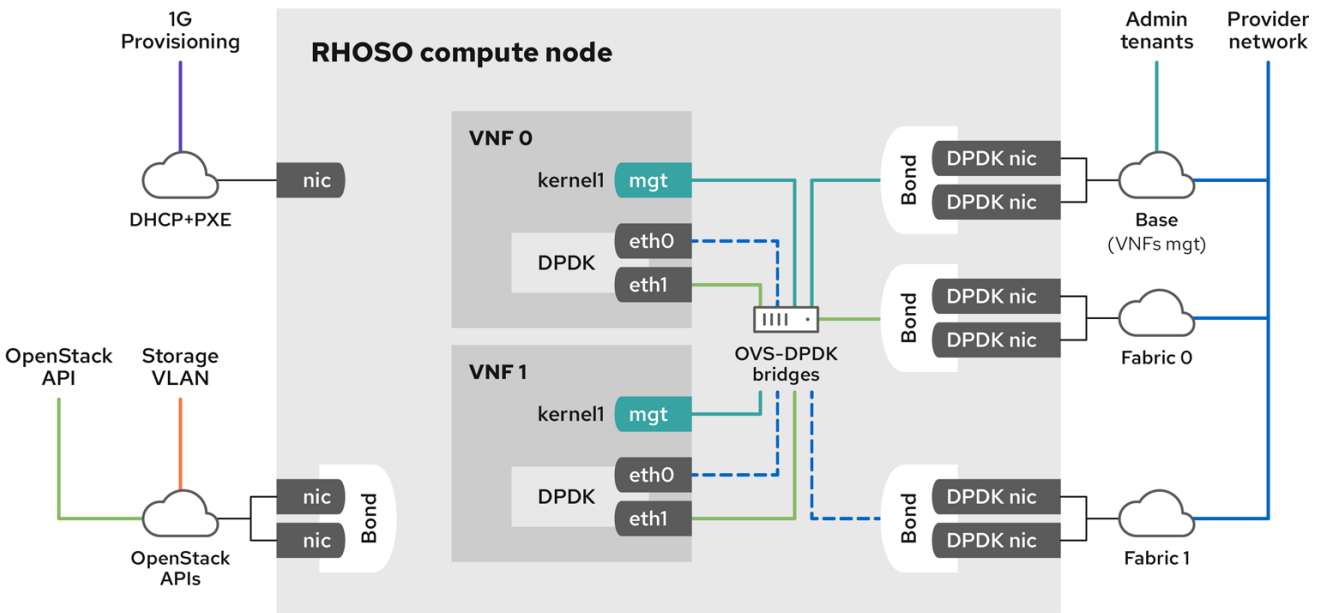 1G
Provisioning
RHOSO compute node
Admin
tenants
Provider
network
VNF 0
kernel1
mgt
eth0
DPDK
eth1
nic
DHCP+PXE
Bond
DPDK nic
DPDK nic
Base
(VNFs mgt)
Bond
DPDK nic
DPDK nic
Fabric 0
OVS-DPDK
bridges
VNF 1
kernel1
mgt
eth0
DPDK
eth1
OpenStack
API
Storage
VLAN
nic
nic
Bond
OpenStack
APIs
Bond
DPDK nic
DPDK nic
Fabric 1